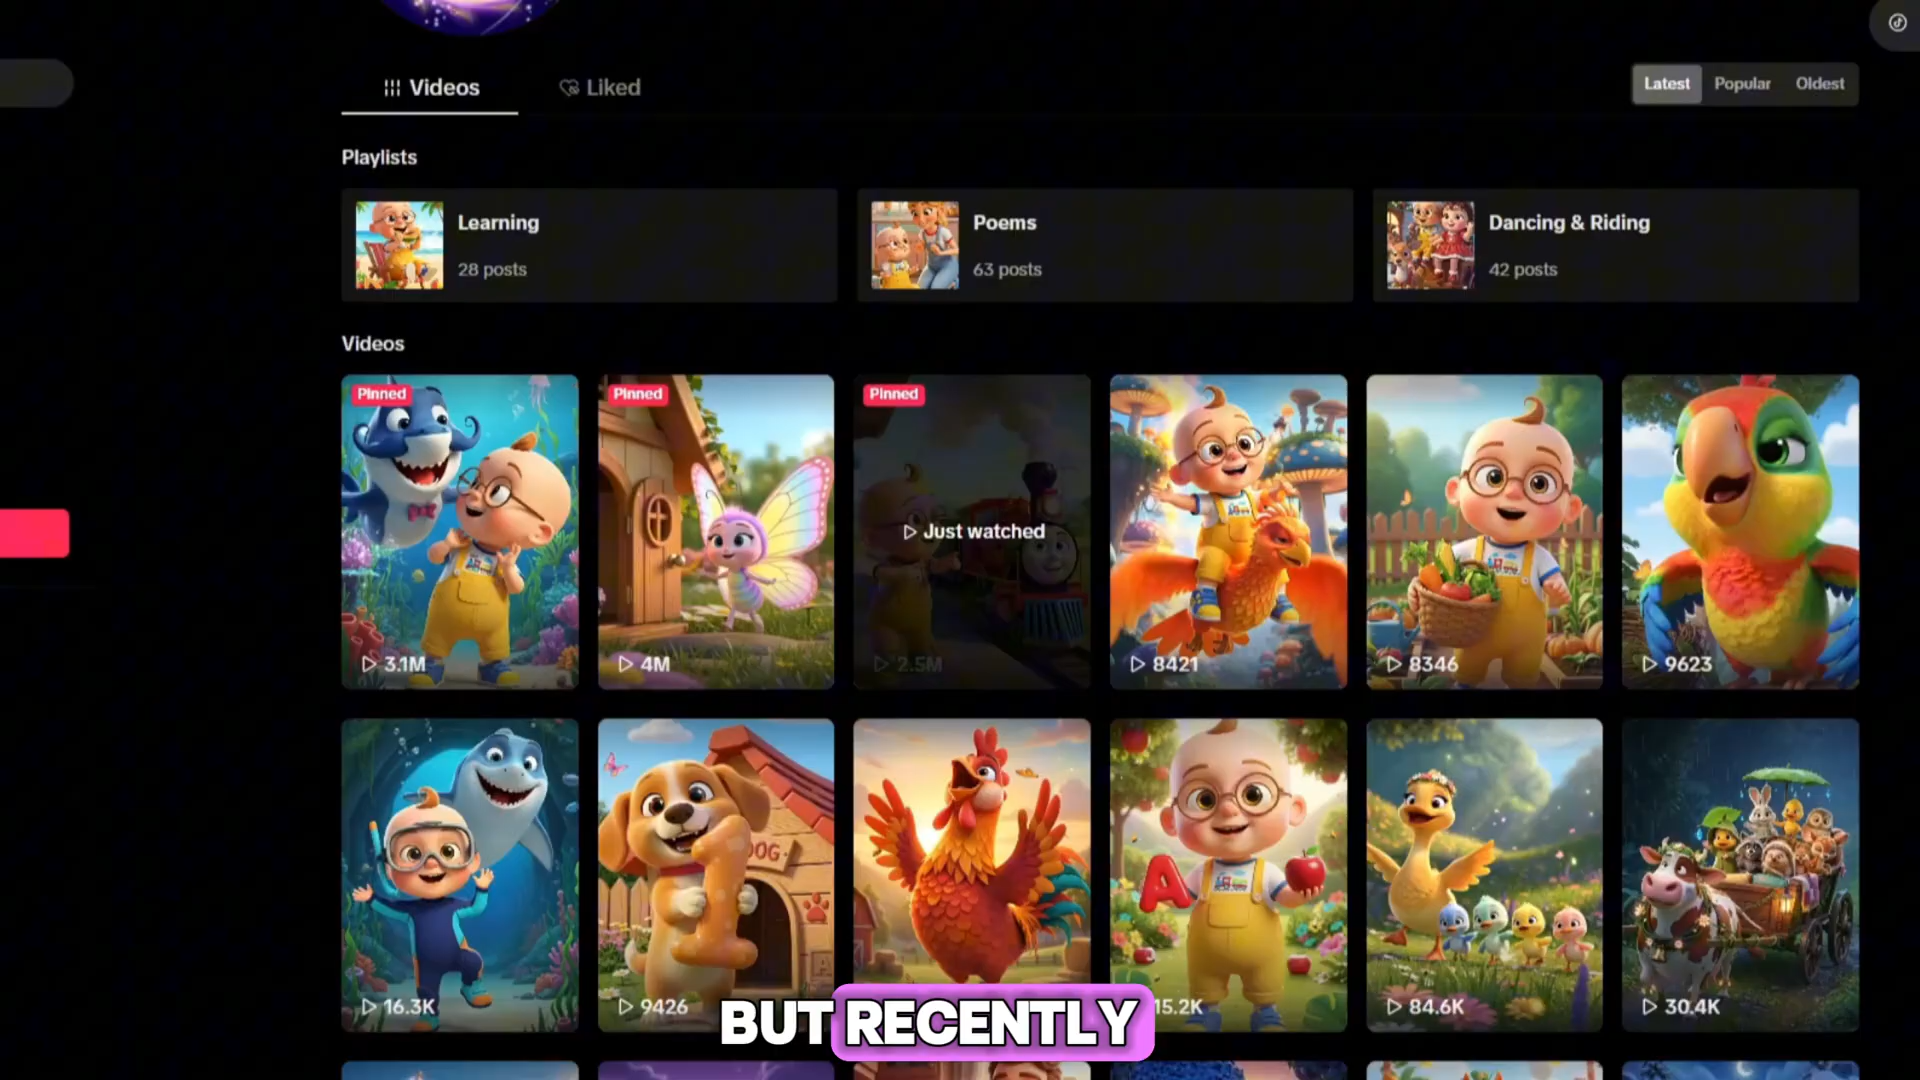 Videos
Liked
Latest
Popular
Oldest
Playlists
Learning
28 posts
Poems
63 posts
Dancing & Riding
42 posts
Videos
Pinned
Pinned
Pinned
Just watched
3.1M
4M
2.5M
8421
8346
9623
DOG
1
A
16.3K
9426
15.2K
84.6K
30.4K
BUT RECENTLY